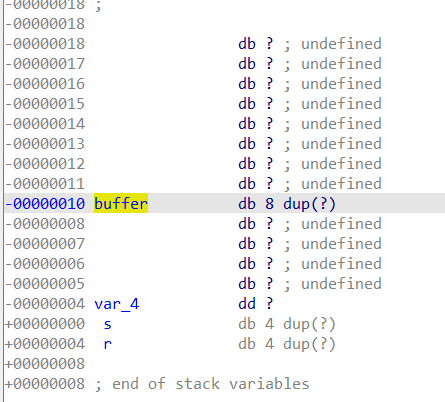 -00000018 ;
-00000018
-00000018 db ? ; undefined
-00000017 db ? ; undefined
-00000016 db ? ; undefined
-00000015 db ? ; undefined
-00000014 db ? ; undefined
-00000013 db ? ; undefined
-00000012 db ? ; undefined
-00000011 db ? ; undefined
-00000010 buffer db 8 dup(?)
-00000008 db ? ; undefined
-00000007 db ? ; undefined
-00000006 db ? ; undefined
-00000005 db ? ; undefined
-00000004 var_4 dd ?
+00000000 s db 4 dup(?)
+00000004 r db 4 dup(?)
+00000008
+00000008 ; end of stack variables